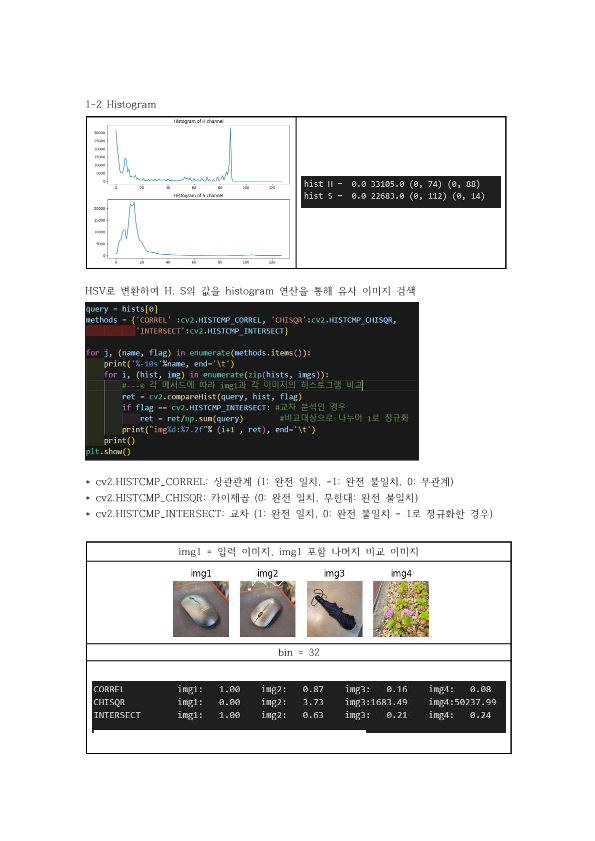 1-2 Histogram
Histogram of H channel
30000
25000
20000
15000
10000
5000
0
0 20 40 60 80 100 120
Histogram of S channel
20000
15000
10000
5000
0
0 20 40 60 80 100 120
hist H - 0.0 33105.0 (0, 74) (0, 88)
hist S - 0.0 22683.0 (0, 112) (0, 14)
HSV로 변환하여 H, S의 값을 histogram 연산을 통해 유사 이미지 검색
query = hists[0]
methods = {'CORREL' :cv2.HISTCMP_CORREL, 'CHISQR':cv2.HISTCMP_CHISQR,
'INTERSECT':cv2.HISTCMP_INTERSECT}
for j, (name, flag) in enumerate(methods.items()):
print('%-10s'%name, end='\t')
for i, (hist, img) in enumerate(zip(hists, imgs)):
#---④ 각 메서드에 따라 img1과 각 이미지의 히스토그램 비교
ret = cv2.compareHist(query, hist, flag)
if flag == cv2.HISTCMP_INTERSECT: #교차 분석인 경우
ret = ret/np.sum(query) #비교대상으로 나누어 1로 정규화
print("img%d:%7.2f"% (i+1 , ret), end='\t')
print()
plt.show()
* cv2.HISTCMP_CORREL: 상관관계 (1: 완전 일치, -1: 완전 불일치, 0: 무관계)
* cv2.HISTCMP_CHISQR: 카이제곱 (0: 완전 일치, 무한대: 완전 불일치)
* cv2.HISTCMP_INTERSECT: 교차 (1: 완전 일치, 0: 완전 불일치 - 1로 정규화한 경우)
img1 = 입력 이미지, img1 포함 나머지 비교 이미지
img1 img2 img3 img4
bin = 32
CORREL img1: 1.00 img2: 0.87 img3: 0.16 img4: 0.08
CHISQR img1: 0.00 img2: 3.73 img3:1683.49 img4:50237.99
INTERSECT img1: 1.00 img2: 0.63 img3: 0.21 img4: 0.24